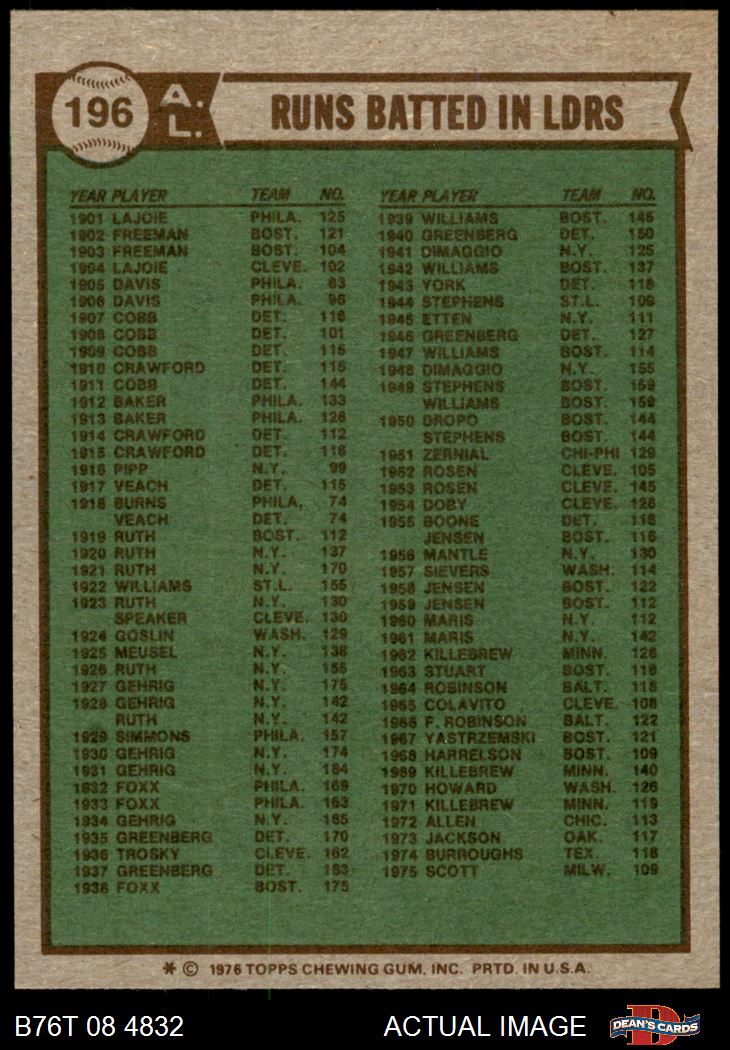 196
A.
L.
RUNS BATTED IN LDRS
YEAR PLAYER TEAM NO.
1901 LAJOIE PHILA. 125
1902 FREEMAN BOST. 121
1903 FREEMAN BOST. 104
1904 LAJOIE CLEVE. 102
1905 DAVIS PHILA. 83
1906 DAVIS PHILA. 96
1907 COBB DET. 116
1908 COBB DET. 101
1909 COBB DET. 115
1910 CRAWFORD DET. 115
1911 COBB DET. 144
1912 BAKER PHILA. 133
1913 BAKER PHILA. 126
1914 CRAWFORD DET. 112
1915 CRAWFORD DET. 116
1916 PIPP N.Y. 99
1917 VEACH DET. 115
1918 BURNS PHILA, 74
VEACH DET. 74
1919 RUTH BOST. 112
1920 RUTH N.Y. 137
1921 RUTH N.Y. 170
1922 WILLIAMS ST.L. 155
1923 RUTH N.Y. 130
SPEAKER CLEVE. 130
1924 GOSLIN WASH. 129
1925 MEUSEL N.Y. 138
1926 RUTH N.Y. 155
1927 GEHRIG N.Y. 175
1928 GEHRIG N.Y. 142
RUTH N.Y. 142
1929 SIMMONS PHILA. 157
1930 GEHRIG N.Y. 174
1931 GEHRIG N.Y. 184
1932 FOXX PHILA. 169
1933 FOXX PHILA. 163
1934 GEHRIG N.Y. 165
1935 GREENBERG DET. 170
1936 TROSKY CLEVE. 162
1937 GREENBERG DET. 183
1938 FOXX BOST. 175
YEAR PLAYER TEAM NO.
1939 WILLIAMS BOST. 145
1940 GREENBERG DET. 150
1941 DIMAGGIO N.Y. 125
1942 WILLIAMS BOST. 137
1943 YORK DET. 118
1944 STEPHENS ST.L. 109
1945 ETTEN N.Y. 111
1946 GREENBERG DET. 127
1947 WILLIAMS BOST. 114
1948 DIMAGGIO N.Y. 155
1949 STEPHENS BOST. 159
WILLIAMS BOST. 159
1950 DROPO BOST. 144
STEPHENS BOST. 144
1951 ZERNIAL CHI-PHI 129
1952 ROSEN CLEVE. 105
1953 ROSEN CLEVE. 145
1954 DOBY CLEVE. 126
1955 BOONE DET. 116
JENSEN BOST. 116
1956 MANTLE N.Y. 130
1957 SIEVERS WASH. 114
1958 JENSEN BOST. 122
1959 JENSEN BOST. 112
1960 MARIS N.Y. 112
1961 MARIS N.Y. 142
1962 KILLEBREW MINN. 126
1963 STUART BOST. 118
1964 ROBINSON BALT. 118
1965 COLAVITO CLEVE. 108
1966 F. ROBINSON BALT. 122
1967 YASTRZEMSKI BOST. 121
1968 HARRELSON BOST. 109
1969 KILLEBREW MINN. 140
1970 HOWARD WASH. 126
1971 KILLEBREW MINN. 119
1972 ALLEN CHIC. 113
1973 JACKSON OAK. 117
1974 BURROUGHS TEX. 118
1975 SCOTT MILW. 109
* © 1976 TOPPS CHEWING GUM, INC. PRTD. IN U.S.A.
B76T 08 4832 ACTUAL IMAGE D DEAN'S CARDS